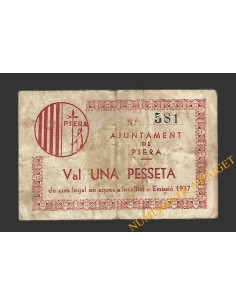 PIERA
Nº 581
AJUNTAMENT
DE
PIERA
Val UNA PESSETA
de curs legal en aquesta localitat - Emissió 1937